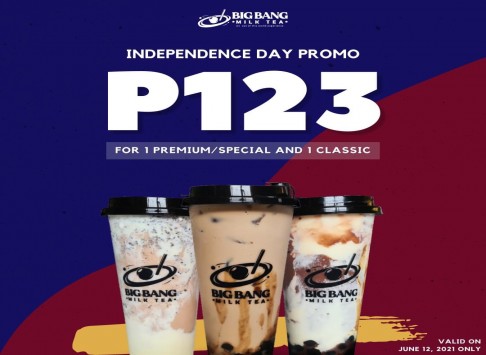 BIG BANG
MILK TEA
INDEPENDENCE DAY PROMO
P123
FOR 1 PREMIUM/SPECIAL AND 1 CLASSIC
BIG BANG
MILK TEA
BIG BANG
MILK TEA
BIG BANG
MILK TEA
VALID ON
JUNE 12, 2021 ONLY